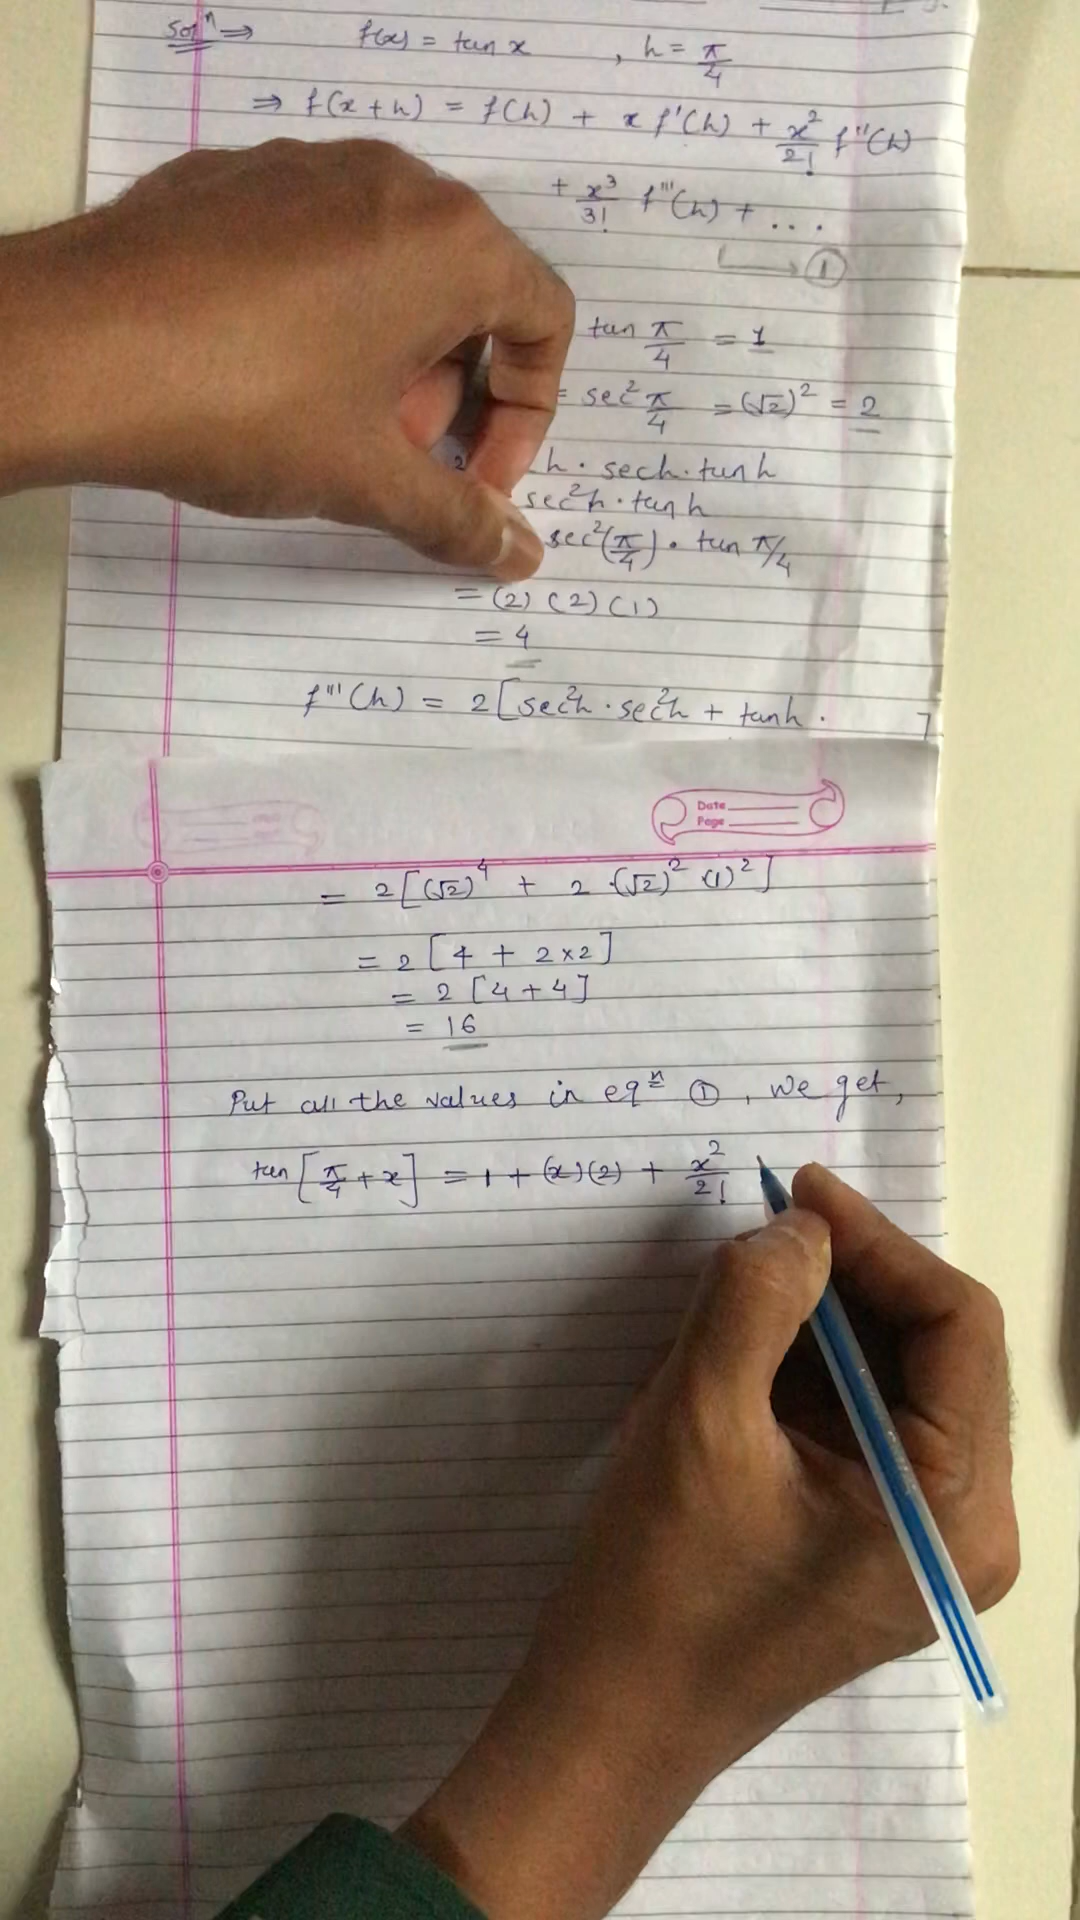 Solⁿ ⇒ f(x) = tan x , h = π/4
⇒ f(x + h) = f(h) + x f'(h) + x²/2! f''(h)
+ x³/3! f'''(h) + ...
①
tan π/4 = 1
= sec² π/4 = (√2)² = 2
h · sech · tanh
sec²h · tanh
sec²(π/4) · tan π/4
= (2) (2) (1)
= 4
f'''(h) = 2 [sec²h · sec²h + tanh · ]
Date
Page
= 2 [(√2)⁴ + 2 · (√2)² · (1)²]
= 2 [4 + 2×2]
= 2 [4 + 4]
= 16
Put all the values in eqⁿ ①, we get,
tan [π/4 + x] = 1 + (x)(2) + x²/2!